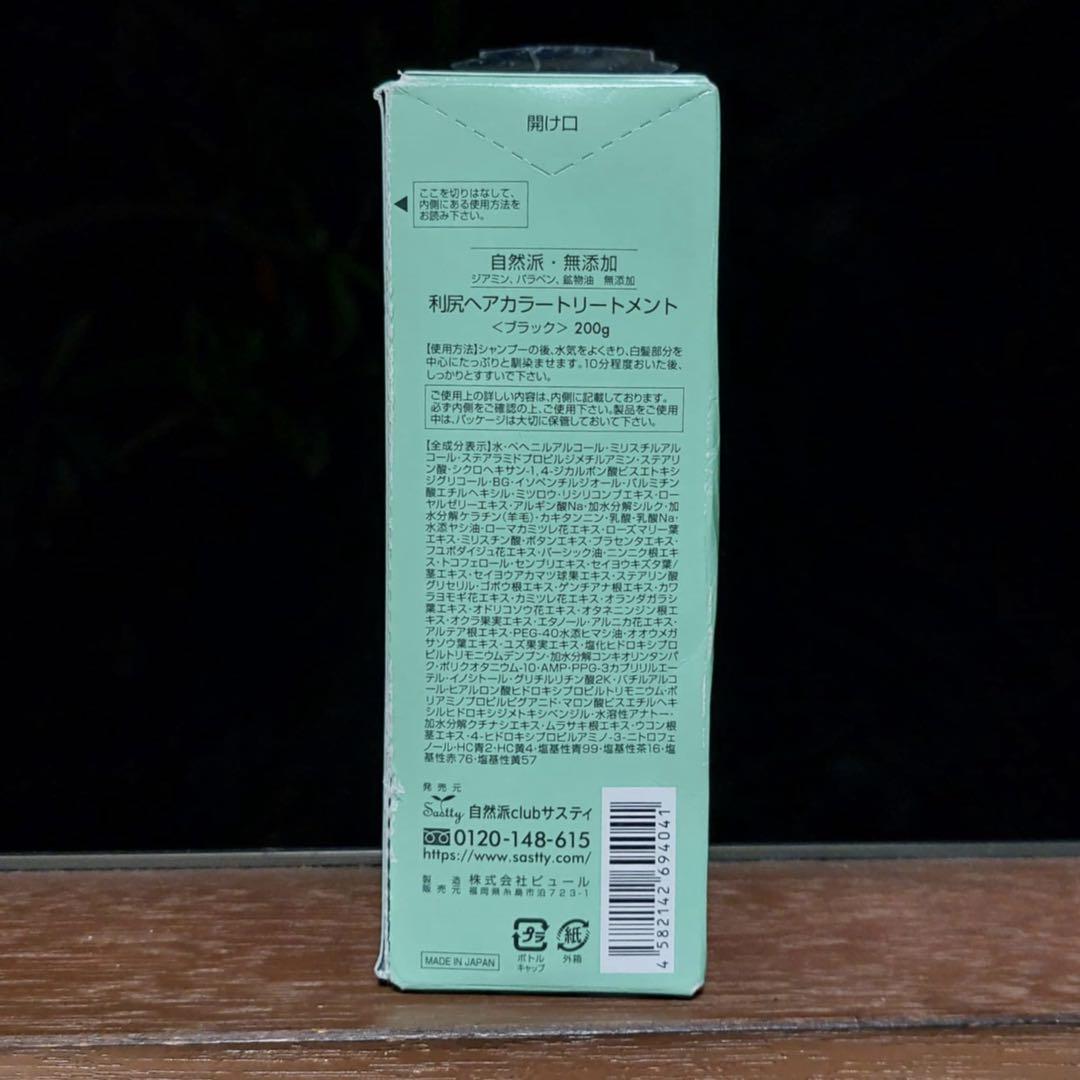 開け口
ここを切りはなして、
内側にある使用方法を
お読み下さい。
自然派・無添加
ジアミン、パラベン、鉱物油 無添加
利尻ヘアカラートリートメント
<ブラック> 200g
【使用方法】シャンプーの後、水気をよくきり、白髪部分を
中心にたっぷりと馴染ませます。10分程度おいた後、
しっかりとすすいで下さい。
ご使用上の詳しい内容は、内側に記載しております。
必ず内側をご確認の上、ご使用下さい。製品をご使用
中は、パッケージは大切に保管しておいて下さい。
【全成分表示】水・ベヘニルアルコール・ミリスチルアル
コール・ステアラミドプロピルジメチルアミン・ステアリ
ン酸・シクロヘキサン-1,4-ジカルボン酸ビスエトキシ
ジグリコール・BG・イソペンチルジオール・パルミチン
酸エチルヘキシル・ミツロウ・リシリコンブエキス・ロー
ヤルゼリーエキス・アルギン酸Na・加水分解シルク・加
水分解ケラチン(羊毛)・カキタンニン・乳酸・乳酸Na・
水添ヤシ油・ローマカミツレ花エキス・ローズマリー葉
エキス・ミリスチン酸・ボタンエキス・プラセンタエキス・
フユボダイジュ花エキス・パーシック油・ニンニク根エキ
ス・トコフェロール・センブリエキス・セイヨウキズタ葉/
茎エキス・セイヨウアカマツ球果エキス・ステアリン酸
グリセリル・ゴボウ根エキス・ゲンチアナ根エキス・カワ
ラヨモギ花エキス・カミツレ花エキス・オランダガラシ
葉エキス・オドリコソウ花エキス・オタネニンジン根エ
キス・オクラ果実エキス・エタノール・アルニカ花エキス・
アルテア根エキス・PEG-40水添ヒマシ油・オオウメガ
サソウ葉エキス・ユズ果実エキス・塩化ヒドロキシプロ
ピルトリモニウムデンプン・加水分解コンキオリンタンパ
ク・ポリクオタニウム-10・AMP・PPG-3カプリリルエー
テル・イノシトール・グリチルリチン酸2K・バチルアルコ
ール・ヒアルロン酸ヒドロキシプロピルトリモニウム・ポ
リアミノプロピルビグアニド・マロン酸ビスエチルヘキ
シルヒドロキシジメトキシベンジル・水溶性アナトー・
加水分解クチナシエキス・ムラサキ根エキス・ウコン根
茎エキス・4-ヒドロキシプロピルアミノ-3-ニトロフェ
ノール・HC青2・HC黄4・塩基性青99・塩基性茶16・塩
基性赤76・塩基性黄57
発売元
Sastty 自然派clubサスティ
0120-148-615
https://www.sastty.com/
製造
販売元 株式会社ピュール
福岡県糸島市泊723-1
プラ
ボトル
キャップ
紙
外箱
MADE IN JAPAN
4 582142 694041